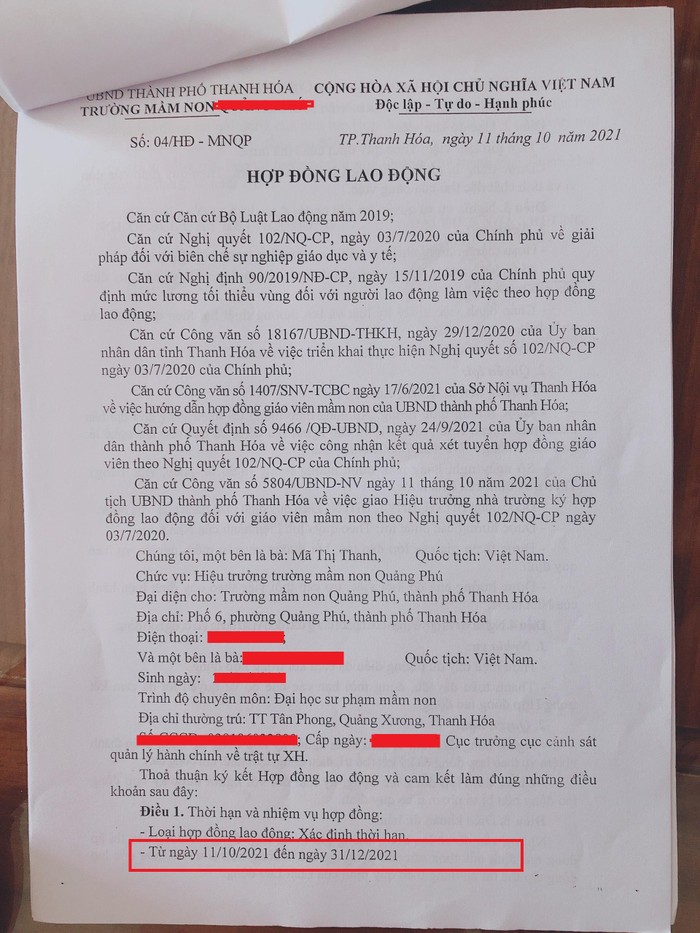 UBND THÀNH PHỐ THANH HÓA
TRƯỜNG MẦM NON
CỘNG HÒA XÃ HỘI CHỦ NGHĨA VIỆT NAM
Độc lập - Tự do - Hạnh phúc
Số: 04/HĐ - MNQP
TP.Thanh Hóa, ngày 11 tháng 10 năm 2021
HỢP ĐỒNG LAO ĐỘNG
Căn cứ Căn cứ Bộ Luật Lao động năm 2019;
Căn cứ Nghị quyết 102/NQ-CP, ngày 03/7/2020 của Chính phủ về giải
pháp đối với biên chế sự nghiệp giáo dục và y tế;
Căn cứ Nghị định 90/2019/NĐ-CP, ngày 15/11/2019 của Chính phủ quy
định mức lương tối thiểu vùng đối với người lao động làm việc theo hợp đồng
lao động;
Căn cứ Công văn số 18167/UBND-THKH, ngày 29/12/2020 của Ủy ban
nhân dân tỉnh Thanh Hóa về việc triển khai thực hiện Nghị quyết số 102/NQ-CP
ngày 03/7/2020 của Chính phủ;
Căn cứ Công văn số 1407/SNV-TCBC ngày 17/6/2021 của Sở Nội vụ Thanh Hóa
về việc hướng dẫn hợp đồng giáo viên mầm non của UBND thành phố Thanh Hóa;
Căn cứ Quyết định số 9466 /QĐ-UBND, ngày 24/9/2021 của Ủy ban nhân
dân thành phố Thanh Hóa về việc công nhận kết quả xét tuyển hợp đồng giáo
viên theo Nghị quyết 102/NQ-CP của Chính phủ;
Căn cứ Công văn số 5804/UBND-NV ngày 11 tháng 10 năm 2021 của Chủ
tịch UBND thành phố Thanh Hóa về việc giao Hiệu trưởng nhà trường ký hợp
đồng lao động đối với giáo viên mầm non theo Nghị quyết 102/NQ-CP ngày
03/7/2020.
Chúng tôi, một bên là bà: Mã Thị Thanh, Quốc tịch: Việt Nam.
Chức vụ: Hiệu trưởng trường mầm non Quảng Phú
Đại diện cho: Trường mầm non Quảng Phú, thành phố Thanh Hóa
Địa chỉ: Phố 6, phường Quảng Phú, thành phố Thanh Hóa
Điện thoại: ;
Và một bên là bà: Quốc tịch: Việt Nam.
Sinh ngày:
Trình độ chuyên môn: Đại học sư phạm mầm non
Địa chỉ thường trú: TT Tân Phong, Quảng Xương, Thanh Hóa
; Cấp ngày: Cục trưởng cục cảnh sát
quản lý hành chính về trật tự XH.
Thoả thuận ký kết Hợp đồng lao động và cam kết làm đúng những điều
khoản sau đây:
Điều 1. Thời hạn và nhiệm vụ hợp đồng:
- Loại hợp đồng lao động: Xác định thời hạn.
- Từ ngày 11/10/2021 đến ngày 31/12/2021